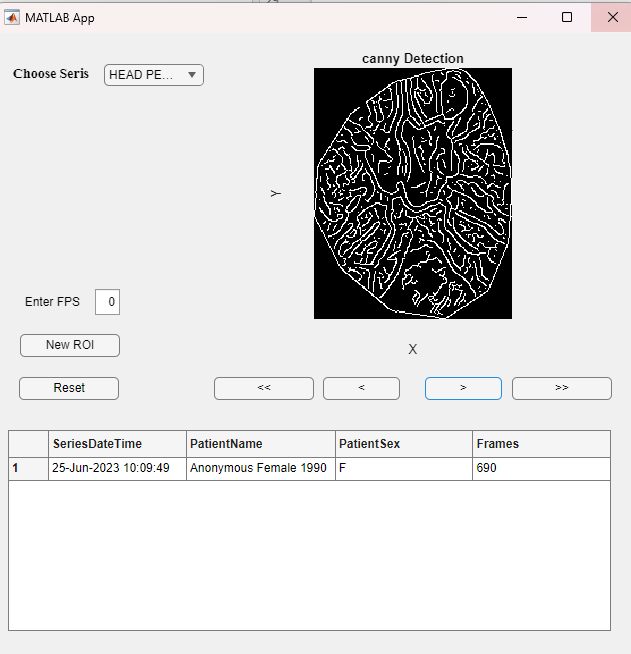 MATLAB App
canny Detection
Choose Seris
HEAD PE...
Y
Enter FPS 0
New ROI
X
Reset << < > >>
SeriesDateTime PatientName PatientSex Frames
1 25-Jun-2023 10:09:49 Anonymous Female 1990 F 690